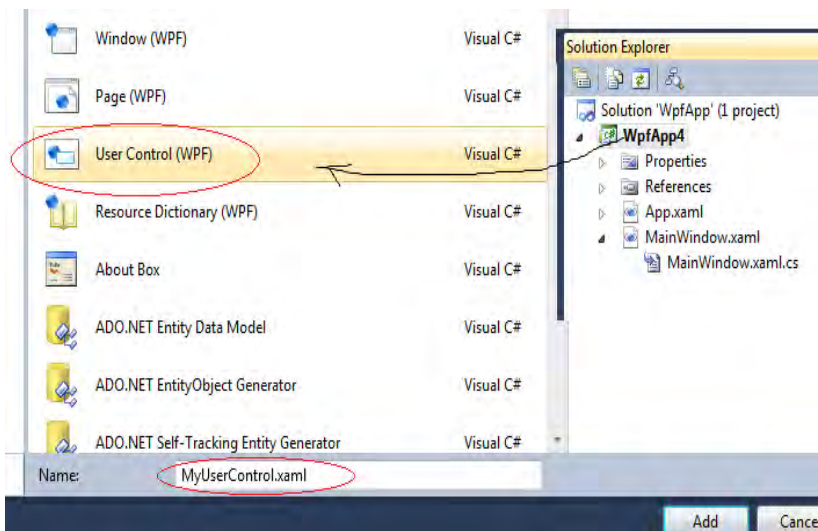 Window (WPF) Visual C#
Page (WPF) Visual C#
User Control (WPF) Visual C#
Resource Dictionary (WPF) Visual C#
About Box Visual C#
ADO.NET Entity Data Model Visual C#
ADO.NET EntityObject Generator Visual C#
ADO.NET Self-Tracking Entity Generator Visual C#
Name: MyUserControl.xaml
Solution Explorer
Solution 'WpfApp' (1 project)
WpfApp4
Properties
References
App.xaml
MainWindow.xaml
MainWindow.xaml.cs
Add Cance